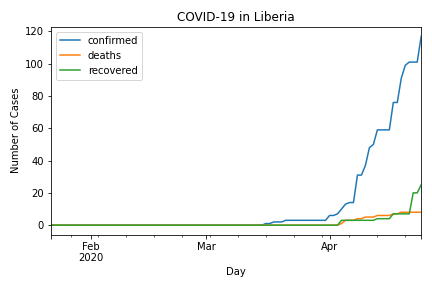 COVID-19 in Liberia
confirmed
deaths
recovered
120
100
80
60
40
20
0
Number of Cases
Feb
2020
Mar
Apr
Day